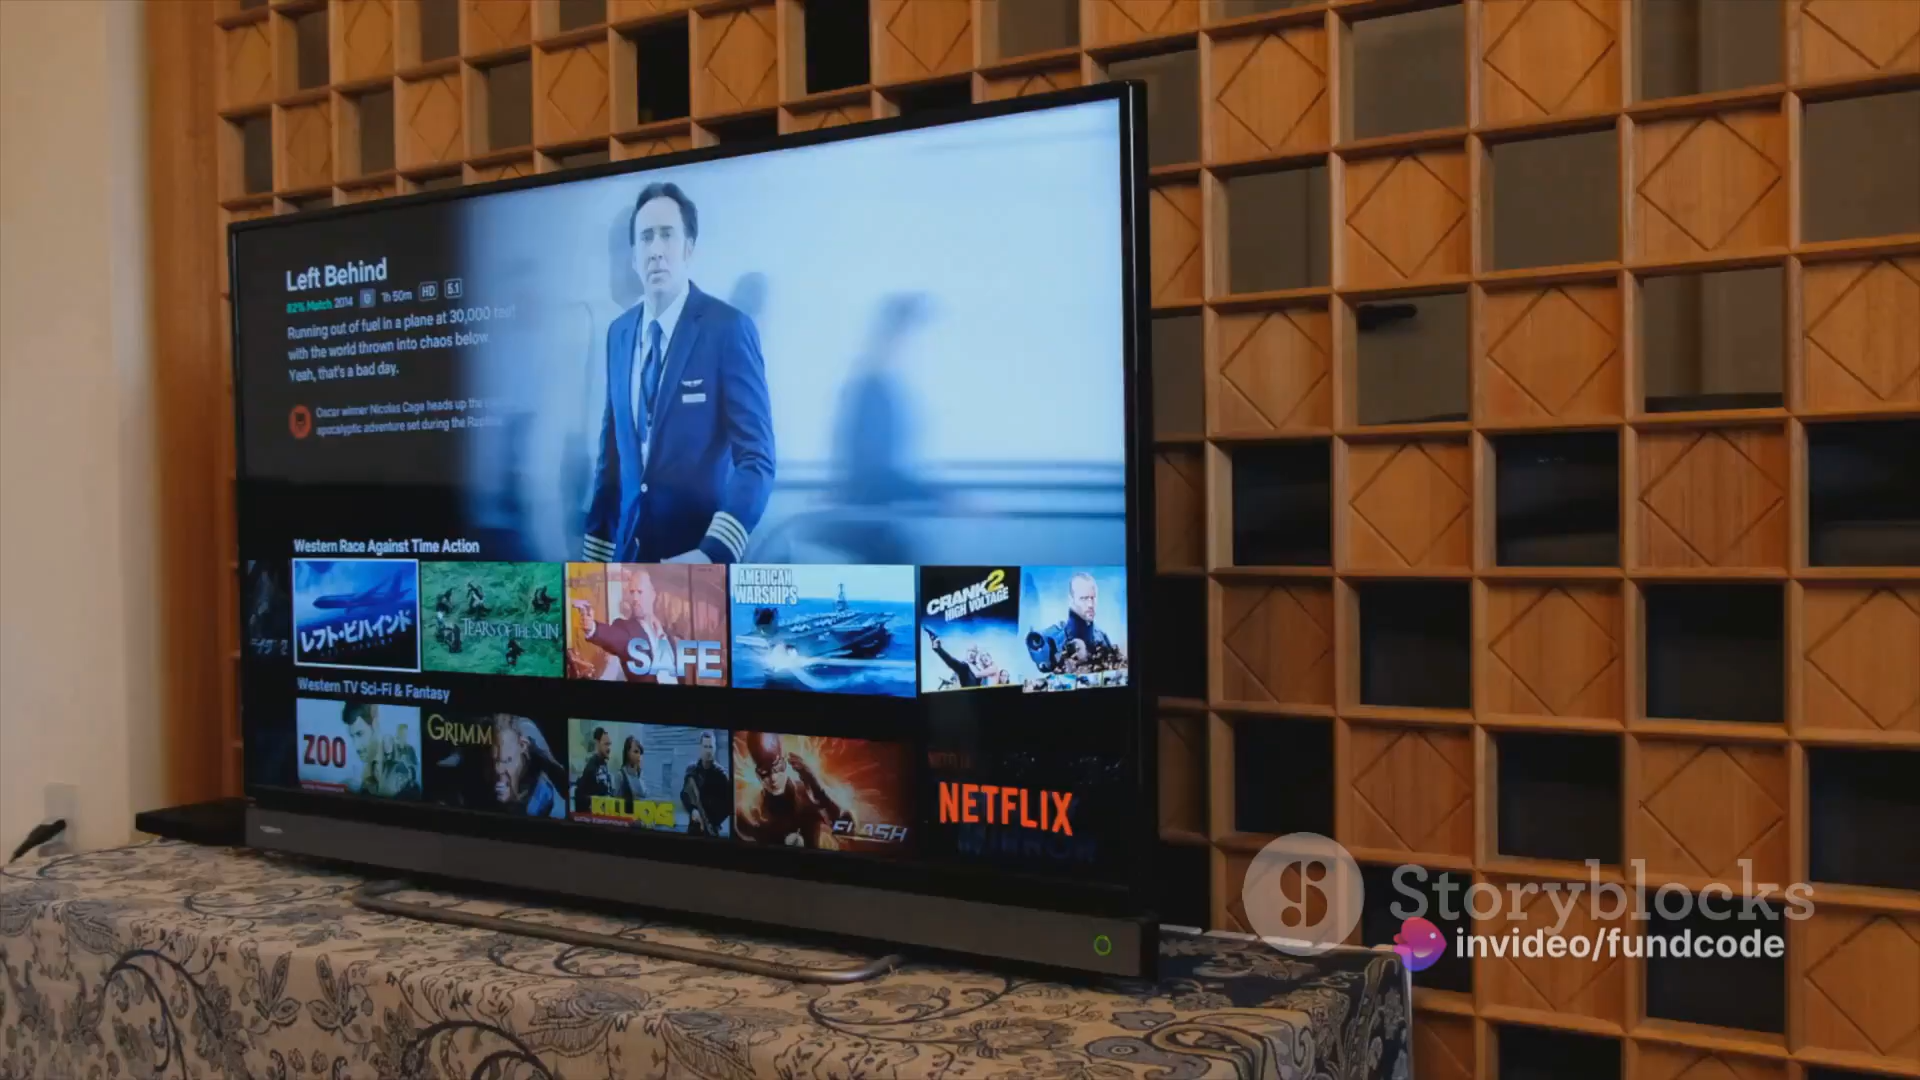 Left Behind
82% Match 2014 1h 50m HD 5.1
Running out of fuel in a plane at 30,000 feet
with the world thrown into chaos below.
Yeah, that's a bad day.
Oscar winner Nicolas Cage heads up the
apocalyptic adventure set during the
Western Race Against Time Action
レフト・ビハインド
TEARS OF THE SUN
SAFE
AMERICAN
WARSHIPS
CRANK 2
HIGH VOLTAGE
Western TV Sci-Fi & Fantasy
ZOO
GRIMM
KILLJOYS
FLASH
NETFLIX
Storyblocks
invideo/fundcode